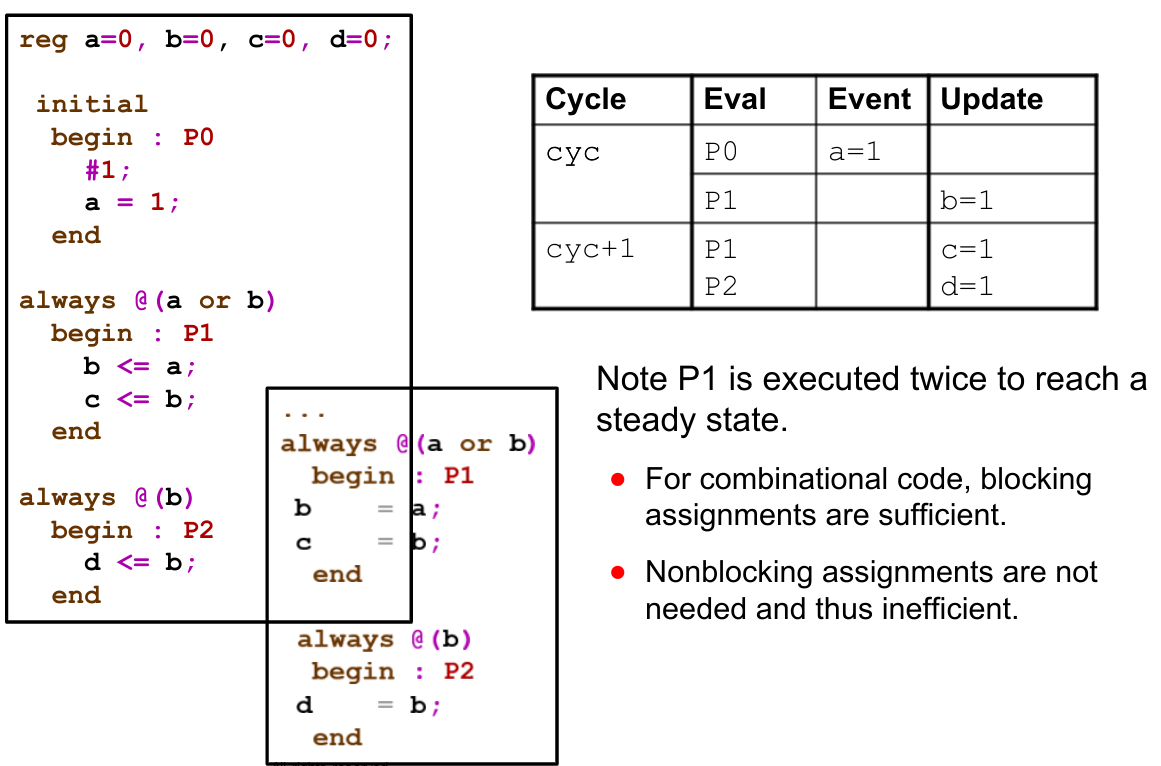 reg a=0, b=0, c=0, d=0;
initial
begin : P0
#1;
a = 1;
end
always @(a or b)
begin : P1
b <= a;
c <= b;
end
always @(b)
begin : P2
d <= b;
end
...
always @(a or b)
begin : P1
b = a;
c = b;
end
always @(b)
begin : P2
d = b;
end
Cycle Eval Event Update
cyc P0 a=1
P1 b=1
cyc+1 P1 c=1
P2 d=1
Note P1 is executed twice to reach a
steady state.
● For combinational code, blocking
assignments are sufficient.
● Nonblocking assignments are not
needed and thus inefficient.